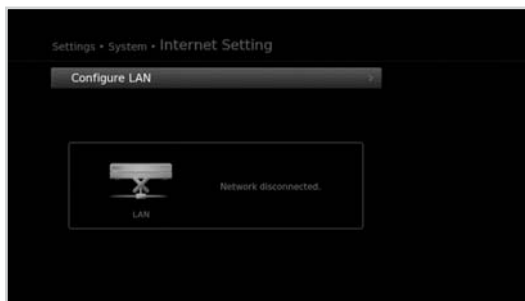 Settings • System • Internet Setting
Configure LAN
Network disconnected.
LAN